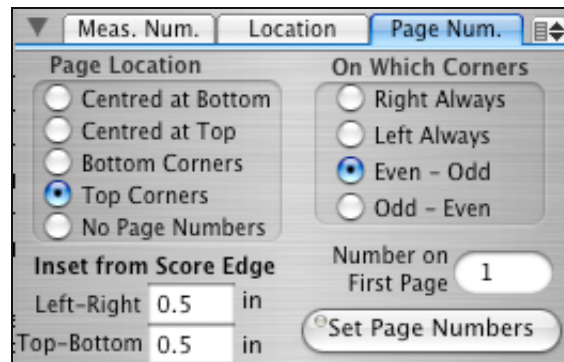 Meas. Num. Location Page Num.
Page Location On Which Corners
Centred at Bottom Right Always
Centred at Top Left Always
Bottom Corners Even – Odd
Top Corners Odd – Even
No Page Numbers
Inset from Score Edge Number on
First Page 1
Left–Right 0.5 in
Top–Bottom 0.5 in Set Page Numbers